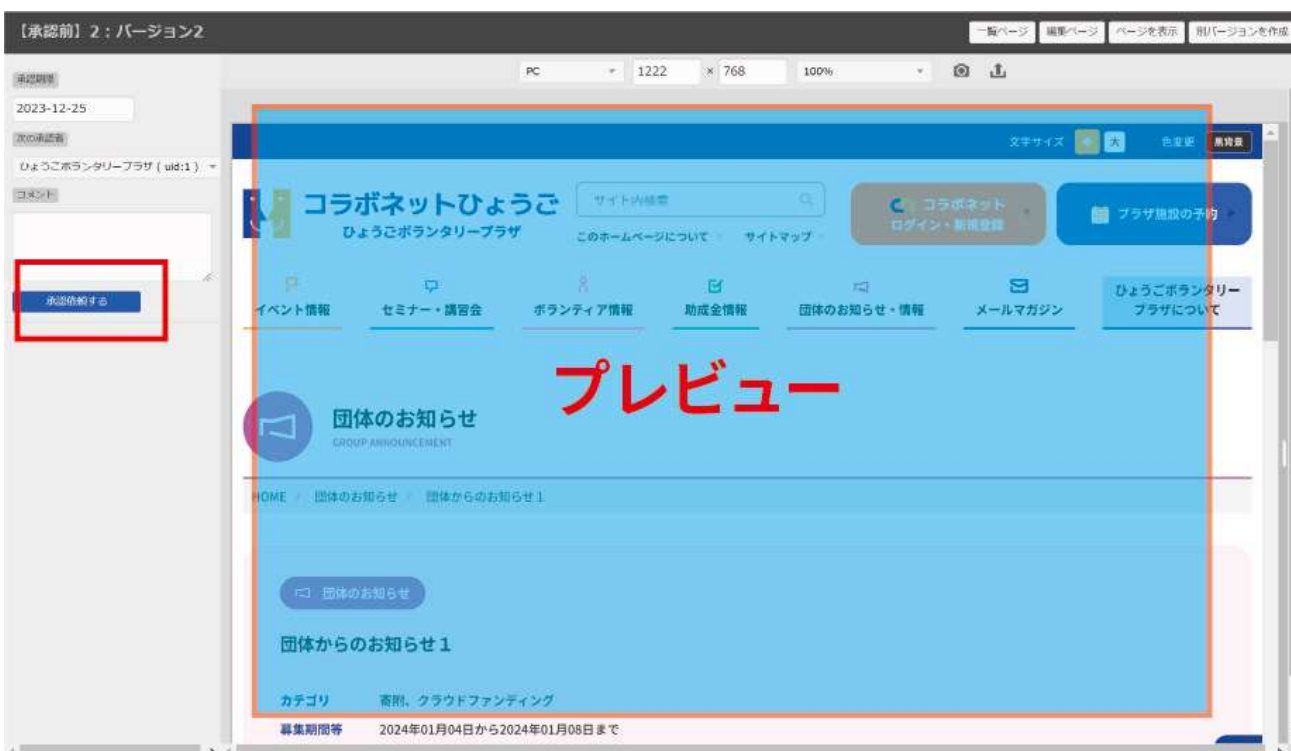 【承認前】2：バージョン2
一覧ページ 編集ページ ページを表示 別バージョンを作成
承認期限
PC 1222 × 768 100%
2023-12-25
次の承認者
ひょうごボランタリープラザ ( uid:1 )
コメント
承認依頼する
文字サイズ 中 大 色変更 黒背景
コラボネットひょうご
ひょうごボランタリープラザ
サイト内検索
このホームページについて サイトマップ
コラボネット
ログイン・新規登録
プラザ施設の予約
イベント情報 セミナー・講習会 ボランティア情報 助成金情報 団体のお知らせ・情報 メールマガジン
ひょうごボランタリー
プラザについて
プレビュー
団体のお知らせ
GROUP ANNOUNCEMENT
HOME / 団体のお知らせ / 団体からのお知らせ１
団体のお知らせ
団体からのお知らせ１
カテゴリ 寄附、クラウドファンディング
募集期間等 2024年01月04日から2024年01月08日まで